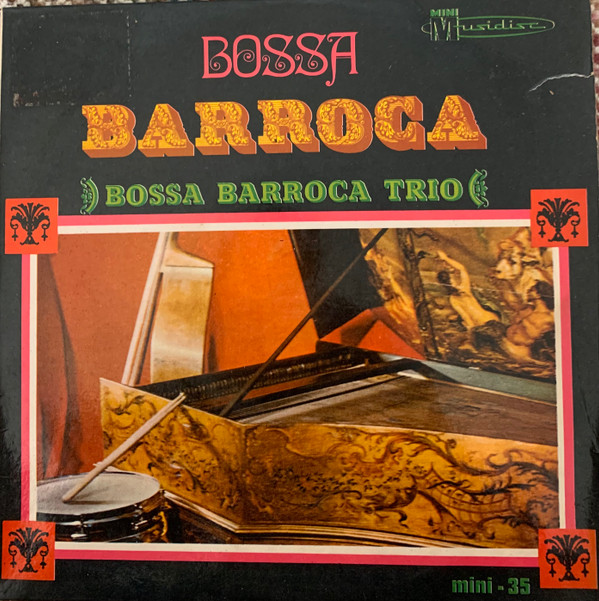 MINI
Musidisc
BOSSA
BARROCA
BOSSA BARROCA TRIO
mini - 35